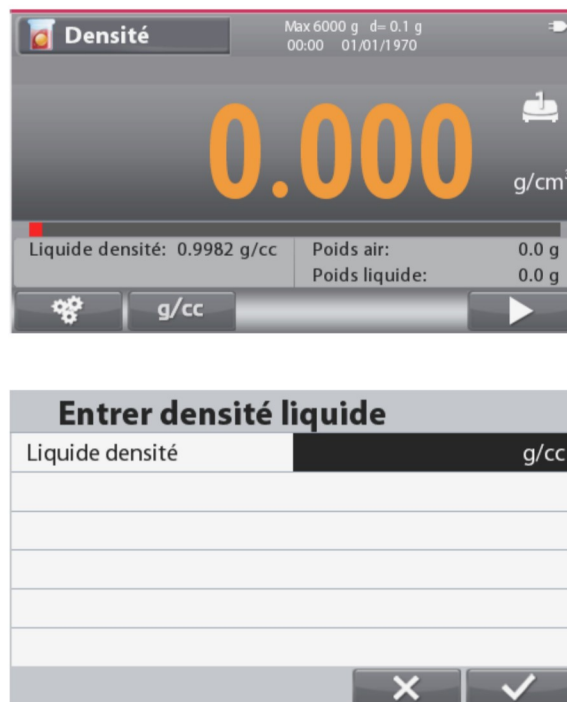 Densité
Max 6000 g d= 0.1 g
00:00 01/01/1970
0.000
g/cm³
Liquide densité: 0.9982 g/cc
Poids air: 0.0 g
Poids liquide: 0.0 g
g/cc
Entrer densité liquide
Liquide densité g/cc